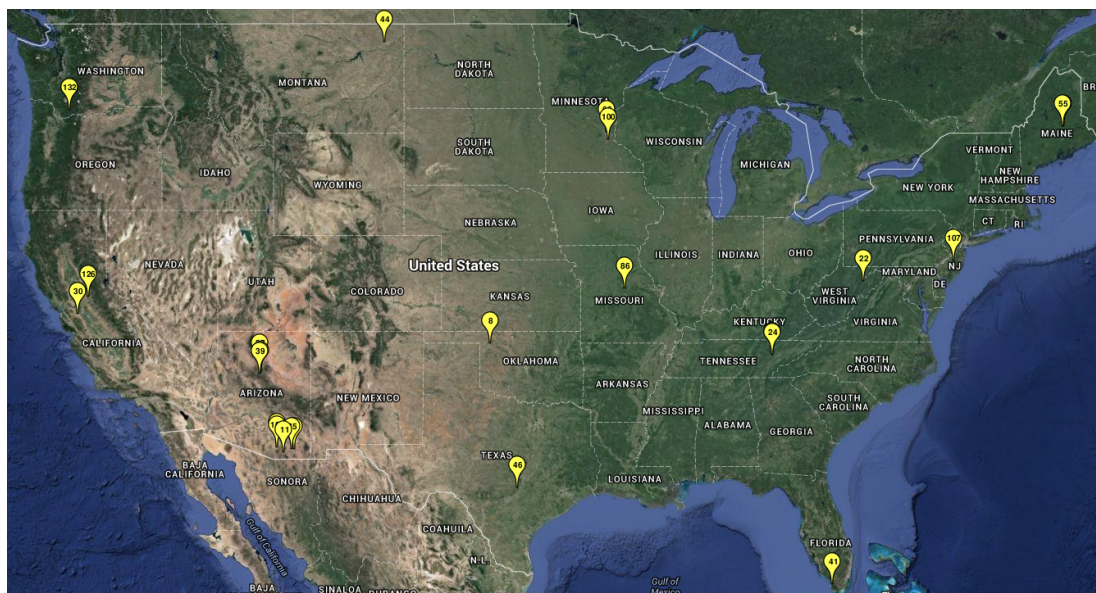 44
WASHINGTON
NORTH
DAKOTA
MONTANA
132
MINNESOTA
100
55
MAINE
BR
OREGON
SOUTH
DAKOTA
WISCONSIN
VERMONT
MICHIGAN
IDAHO
NEW
HAMPSHIRE
WYOMING
NEW YORK
MASSACHUSETTS
IOWA
NEBRASKA
CT
RI
107
PENNSYLVANIA
NEVADA
ILLINOIS
INDIANA
OHIO
22
86
United States
NJ
126
UTAH
MARYLAND
30
COLORADO
KANSAS
MISSOURI
WEST
VIRGINIA
DE
8
KENTUCKY
VIRGINIA
24
CALIFORNIA
39
OKLAHOMA
TENNESSEE
NORTH
CAROLINA
ARIZONA
NEW MEXICO
ARKANSAS
SOUTH
CAROLINA
MISSISSIPPI
ALABAMA
GEORGIA
11
TEXAS
46
BAJA
CALIFORNIA
SONORA
LOUISIANA
CHIHUAHUA
COAHUILA
Gulf of California
FLORIDA
N.L.
41
BAJA
SINALOA
DURANGO
Gulf of
Mexico